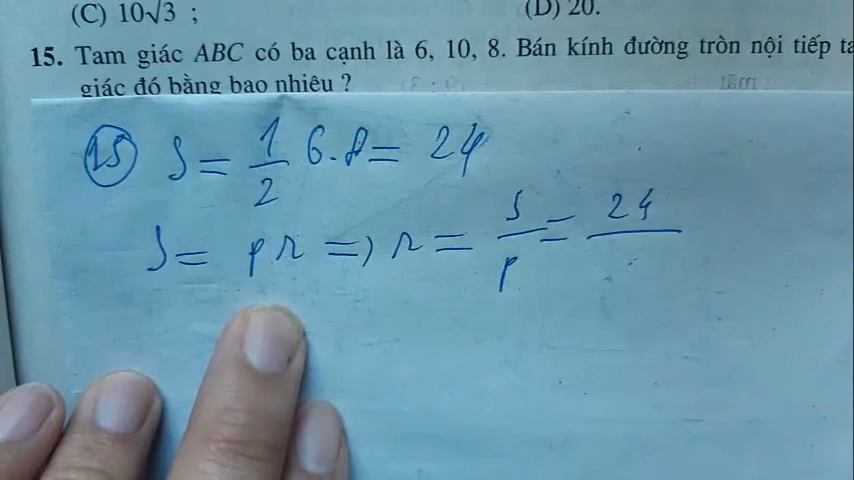 (C) 10√3 ;
(D) 20.
15. Tam giác ABC có ba cạnh là 6, 10, 8. Bán kính đường tròn nội tiếp ta
giác đó bằng bao nhiêu ?
15 S = 1/2 6.8 = 24
S = pr => r = S/p = 24/